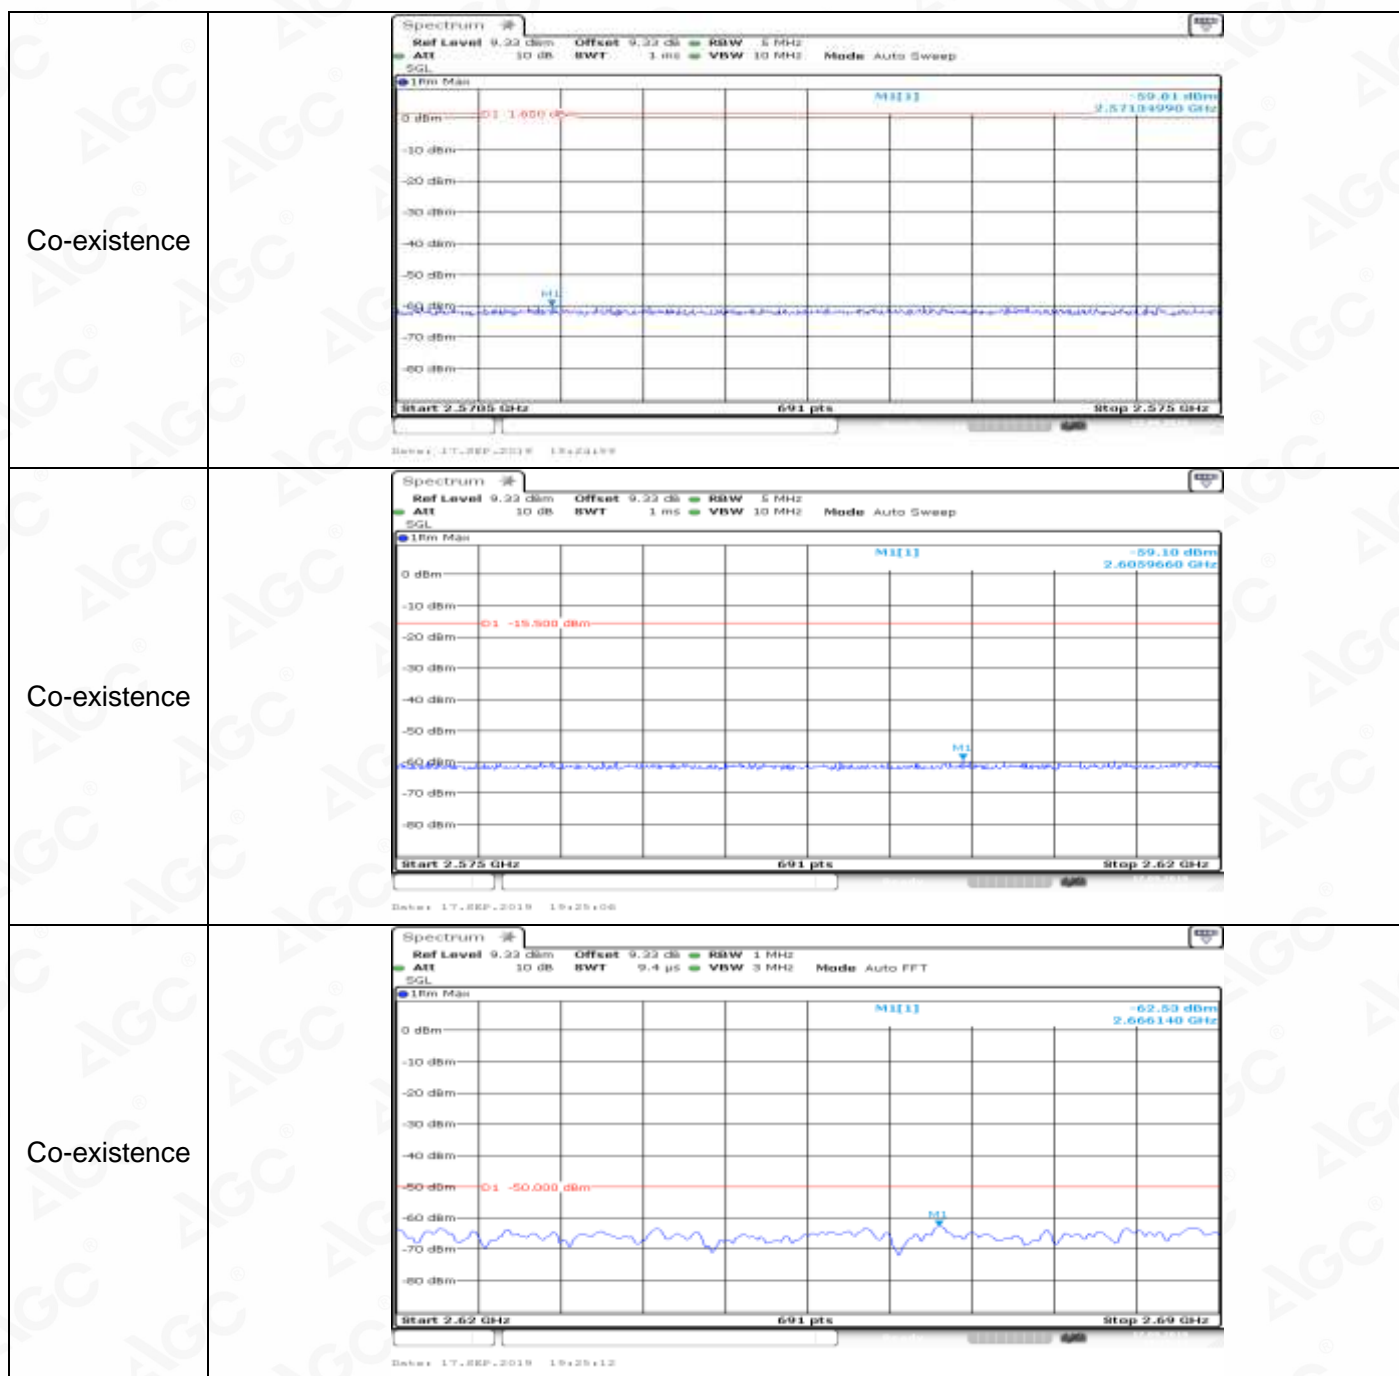 Co-existence
Spectrum
Ref Level 9.33 dBm Offset 9.33 dB RBW 5 MHz
Att 10 dB SWT 1 ms VBW 10 MHz Mode Auto Sweep
SGL
1Rm Max
M1[1] -59.01 dBm
2.57104990 GHz
0 dBm
D1 1.600 dBm
-10 dBm
-20 dBm
-30 dBm
-40 dBm
-50 dBm
M1
-60 dBm
-70 dBm
-80 dBm
Start 2.5705 GHz 691 pts Stop 2.575 GHz
Co-existence
Spectrum
Ref Level 9.33 dBm Offset 9.33 dB RBW 5 MHz
Att 10 dB SWT 1 ms VBW 10 MHz Mode Auto Sweep
SGL
1Rm Max
M1[1] -59.10 dBm
2.6059660 GHz
0 dBm
-10 dBm
D1 -15.500 dBm
-20 dBm
-30 dBm
-40 dBm
-50 dBm
M1
-60 dBm
-70 dBm
-80 dBm
Start 2.575 GHz 691 pts Stop 2.62 GHz
Date: 17.SEP.2019 19:25:06
Co-existence
Spectrum
Ref Level 9.33 dBm Offset 9.33 dB RBW 1 MHz
Att 10 dB SWT 9.4 µs VBW 3 MHz Mode Auto FFT
SGL
1Rm Max
M1[1] -62.53 dBm
2.666140 GHz
0 dBm
-10 dBm
-20 dBm
-30 dBm
-40 dBm
-50 dBm D1 -50.000 dBm
-60 dBm M1
-70 dBm
-80 dBm
Start 2.62 GHz 691 pts Stop 2.69 GHz
Date: 17.SEP.2019 19:25:12